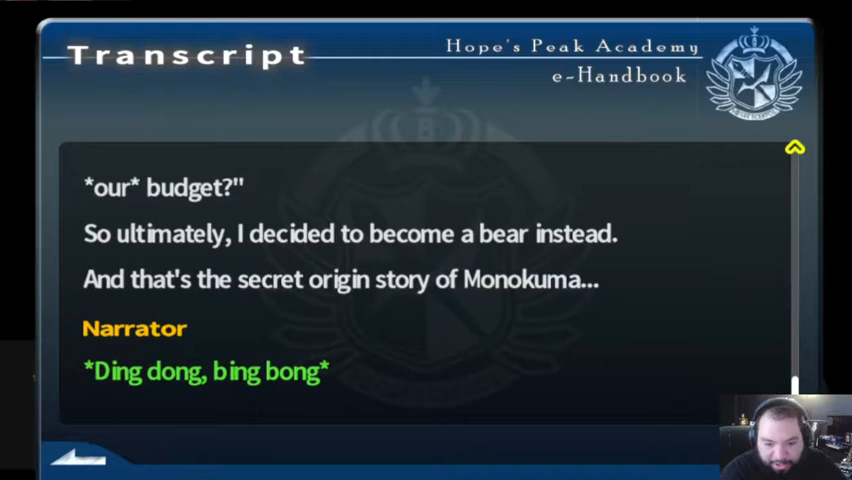 Transcript
Hope's Peak Academy
e-Handbook
*our* budget?"
So ultimately, I decided to become a bear instead.
And that's the secret origin story of Monokuma...
Narrator
*Ding dong, bing bong*